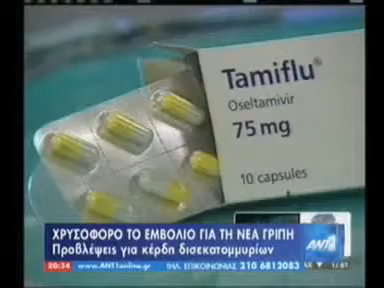 Tamiflu®
Oseltamivir
75 mg
10 capsules
ΧΡΥΣΟΦΟΡΟ ΤΟ ΕΜΒΟΛΙΟ ΓΙΑ ΤΗ ΝΕΑ ΓΡΙΠΗ
Προβλέψεις για κέρδη δισεκατομμυρίων
ΑΝΤ1
20:34 www.ANT1online.gr ΤΗΛ. ΕΠΙΚΟΙΝΩΝΙΑΣ 210 6812083